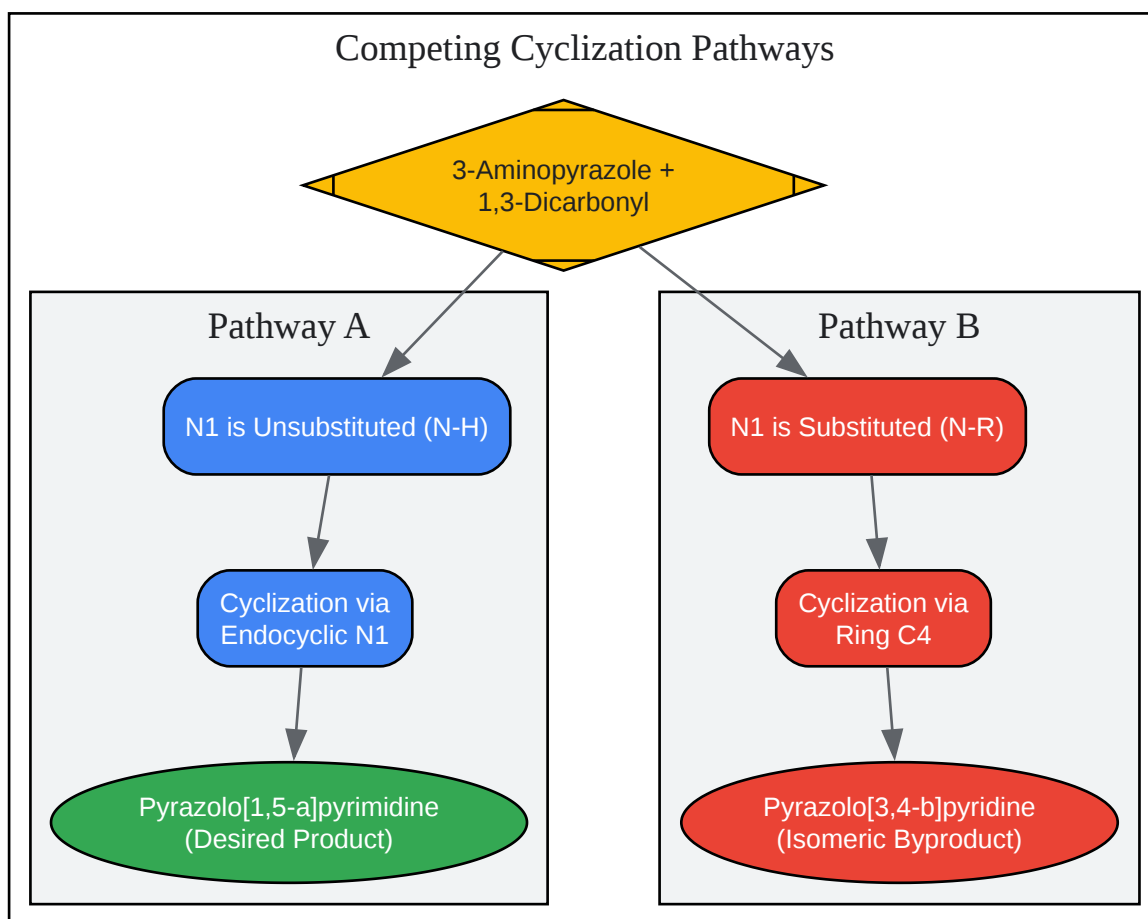 Competing Cyclization Pathways
3-Aminopyrazole +
1,3-Dicarbonyl
Pathway A
N1 is Unsubstituted (N-H)
Cyclization via
Endocyclic N1
Pyrazolo[1,5-a]pyrimidine
(Desired Product)
Pathway B
N1 is Substituted (N-R)
Cyclization via
Ring C4
Pyrazolo[3,4-b]pyridine
(Isomeric Byproduct)